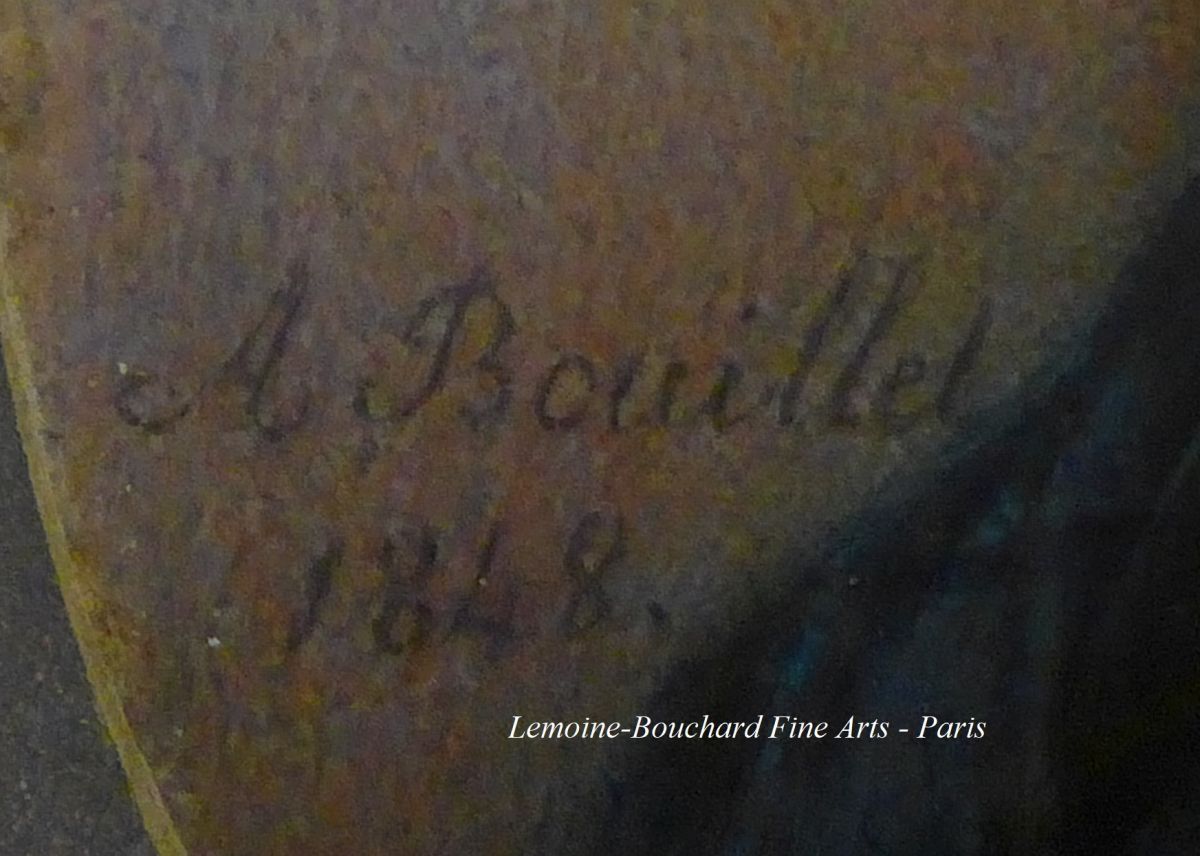 A Bouillet
1848.
Lemoine-Bouchard Fine Arts - Paris